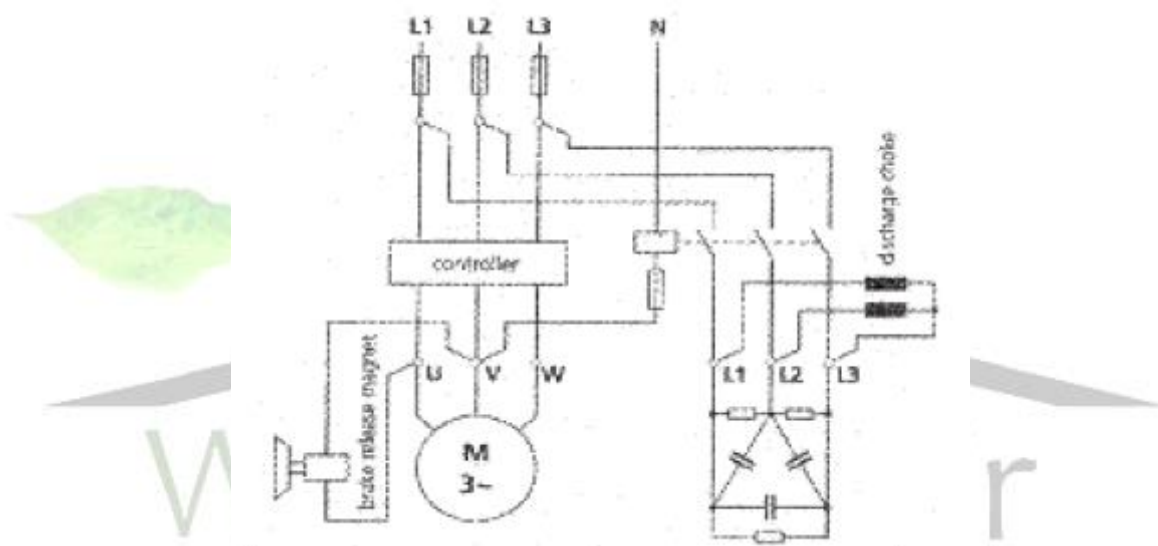 L1 L2 L3 N
discharge choke
controller
brake release magnet
U V W
L1 L2 L3
M
3~